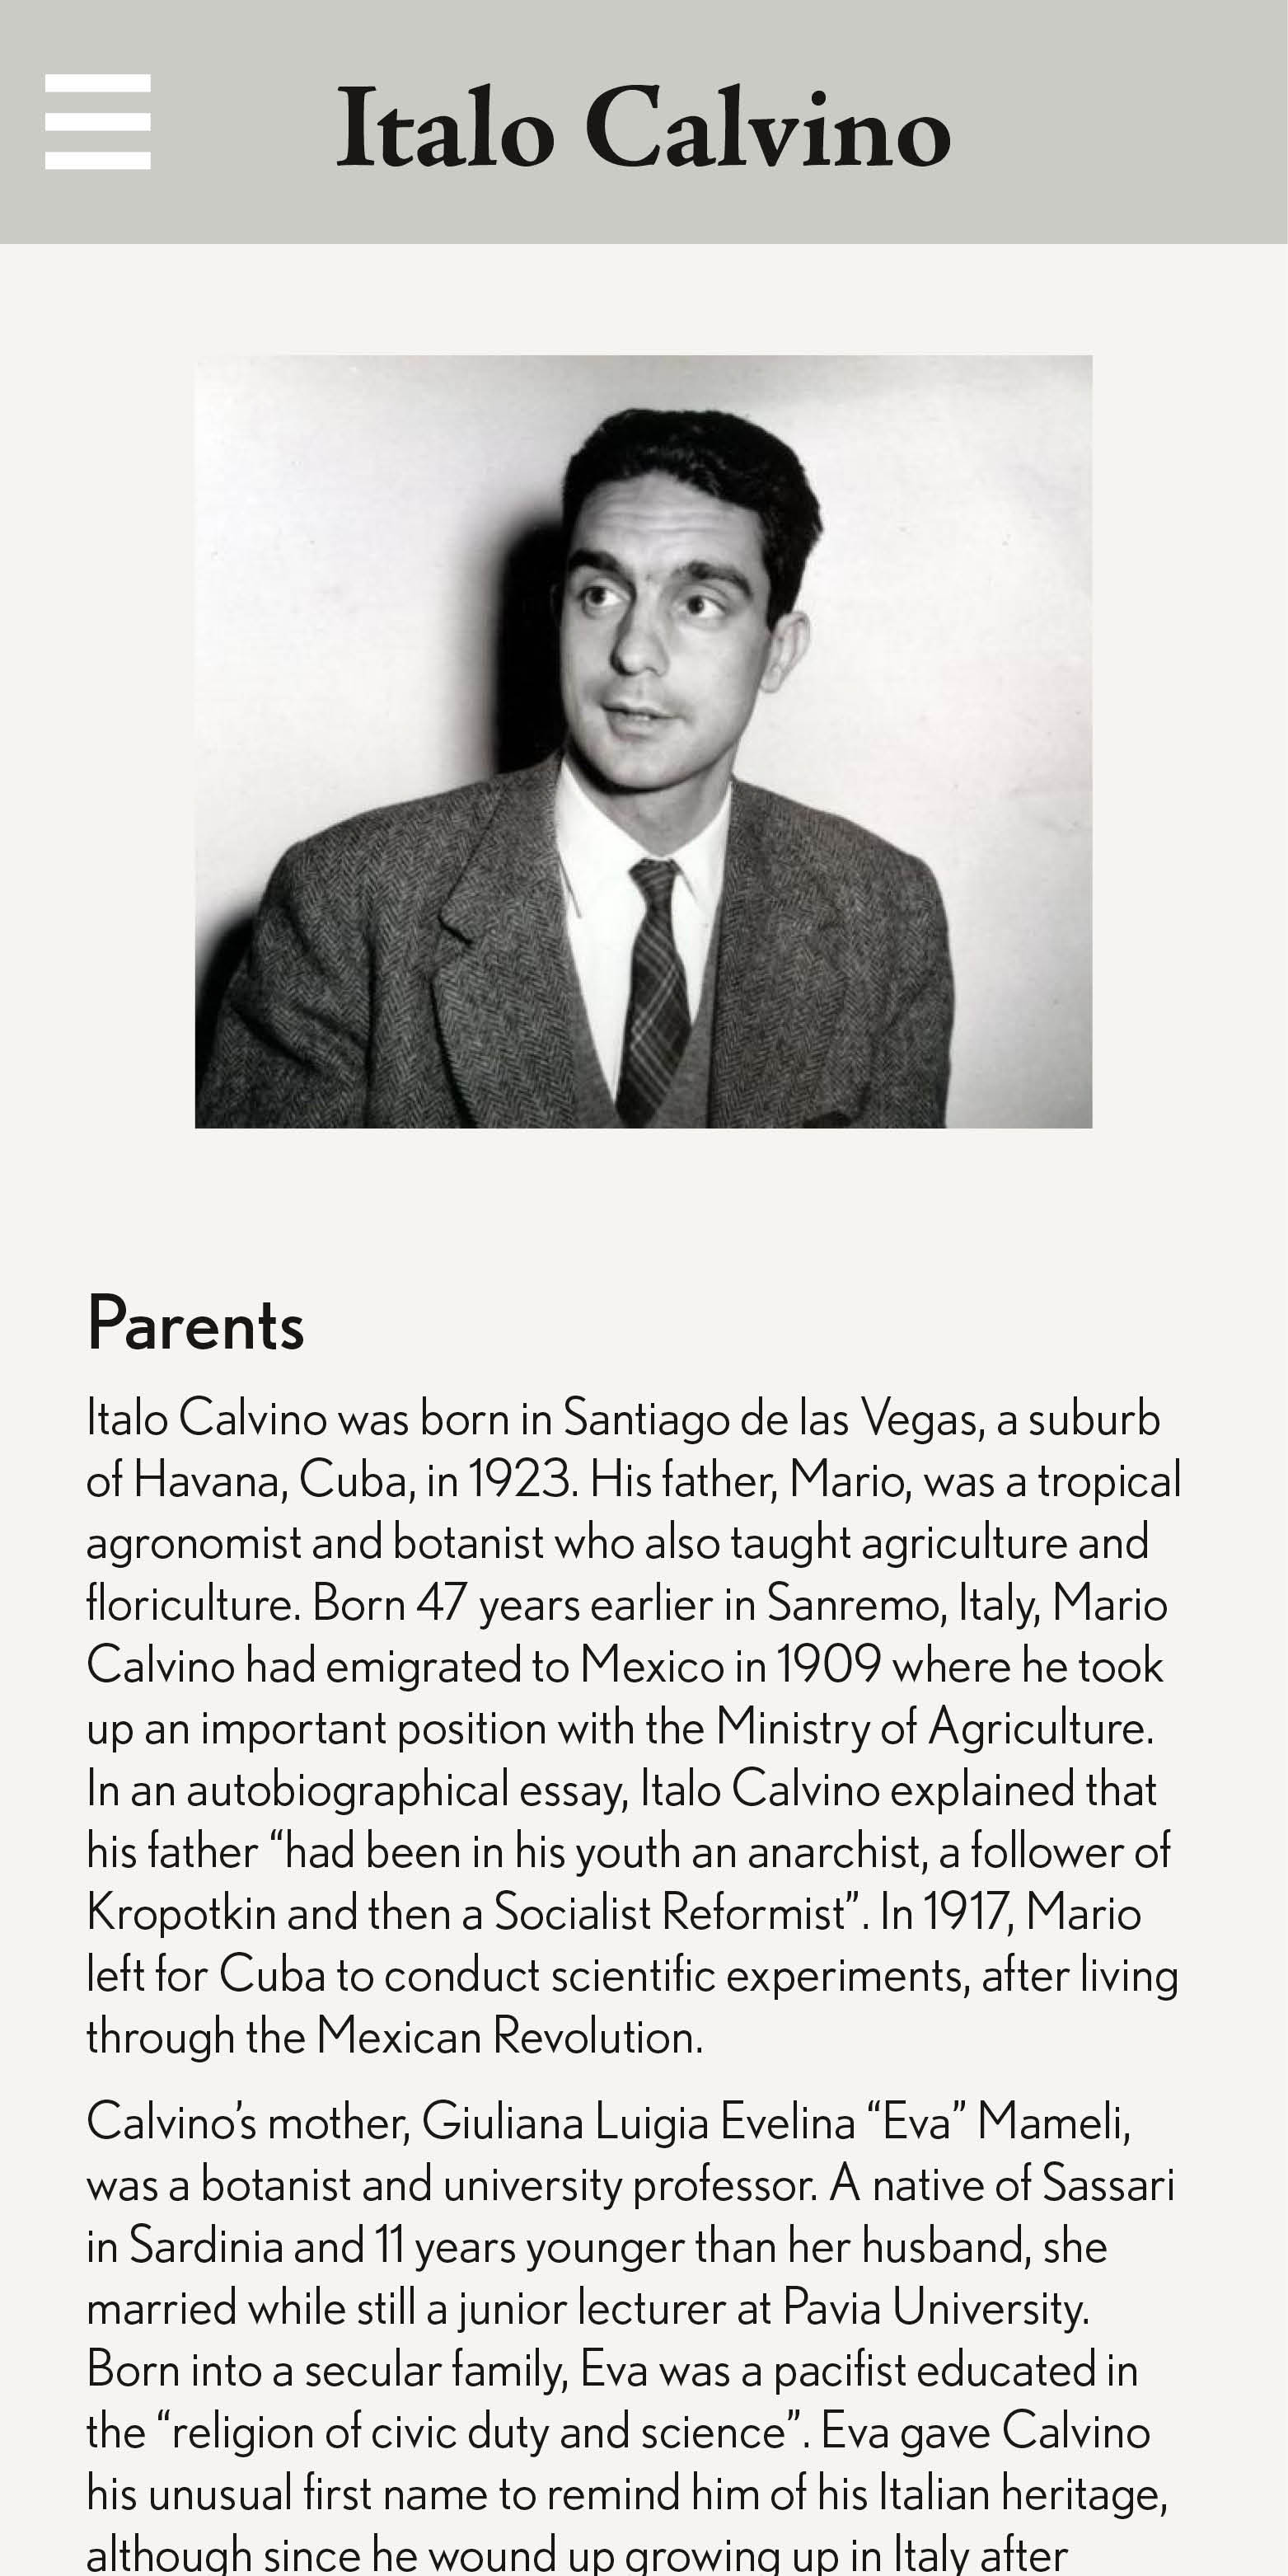 Italo Calvino
Parents
Italo Calvino was born in Santiago de las Vegas, a suburb
of Havana, Cuba, in 1923. His father, Mario, was a tropical
agronomist and botanist who also taught agriculture and
floriculture. Born 47 years earlier in Sanremo, Italy, Mario
Calvino had emigrated to Mexico in 1909 where he took
up an important position with the Ministry of Agriculture.
In an autobiographical essay, Italo Calvino explained that
his father “had been in his youth an anarchist, a follower of
Kropotkin and then a Socialist Reformist”. In 1917, Mario
left for Cuba to conduct scientific experiments, after living
through the Mexican Revolution.
Calvino’s mother, Giuliana Luigia Evelina “Eva” Mameli,
was a botanist and university professor. A native of Sassari
in Sardinia and 11 years younger than her husband, she
married while still a junior lecturer at Pavia University.
Born into a secular family, Eva was a pacifist educated in
the “religion of civic duty and science”. Eva gave Calvino
his unusual first name to remind him of his Italian heritage,
although since he wound up growing up in Italy after